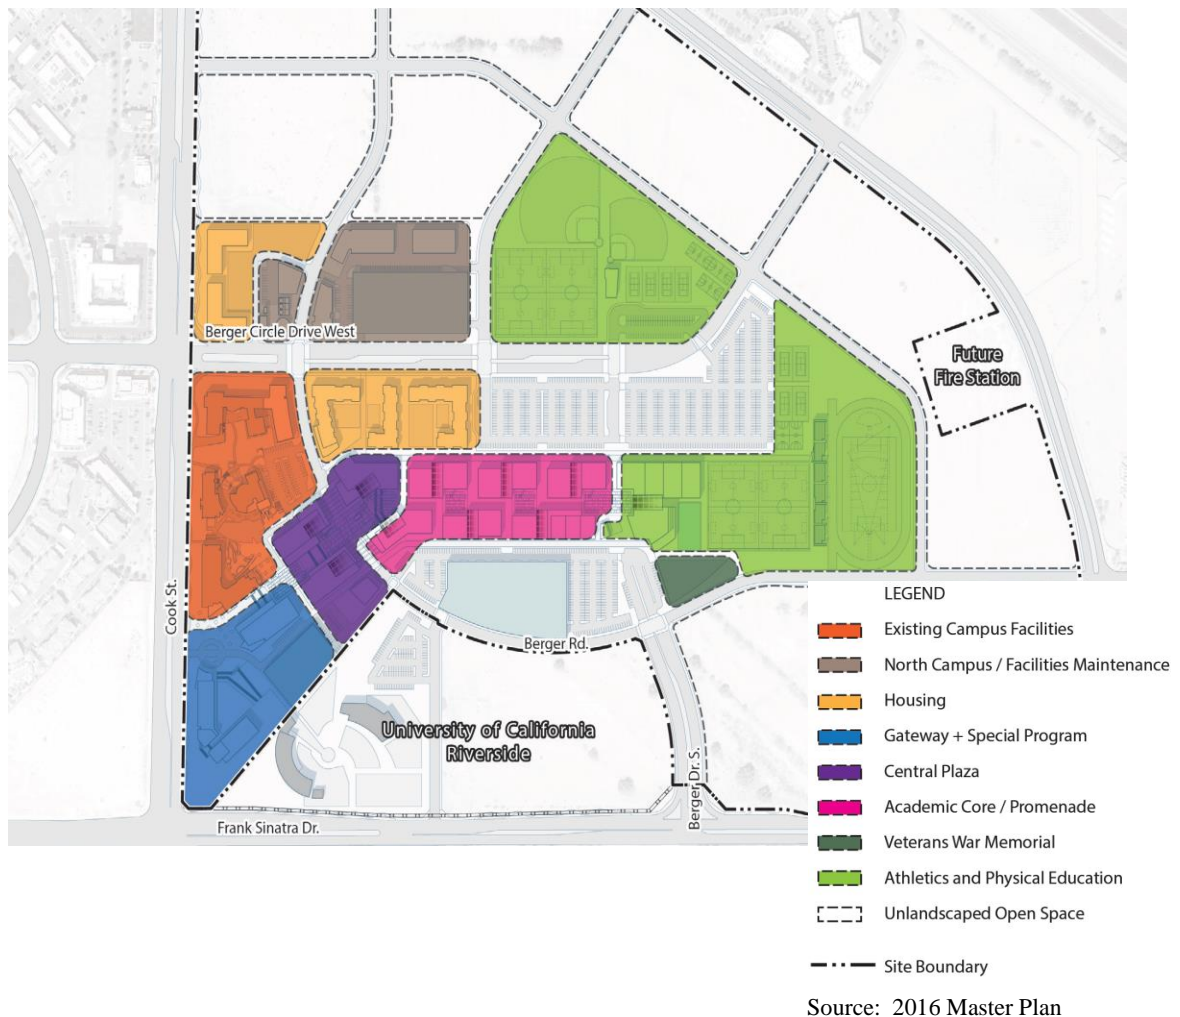 Berger Circle Drive West
Future
Fire Station
Cook St.
Berger Rd.
University of California
Riverside
Berger Dr. S.
Frank Sinatra Dr.
LEGEND
Existing Campus Facilities
North Campus / Facilities Maintenance
Housing
Gateway + Special Program
Central Plaza
Academic Core / Promenade
Veterans War Memorial
Athletics and Physical Education
Unlandscaped Open Space
Site Boundary
Source: 2016 Master Plan